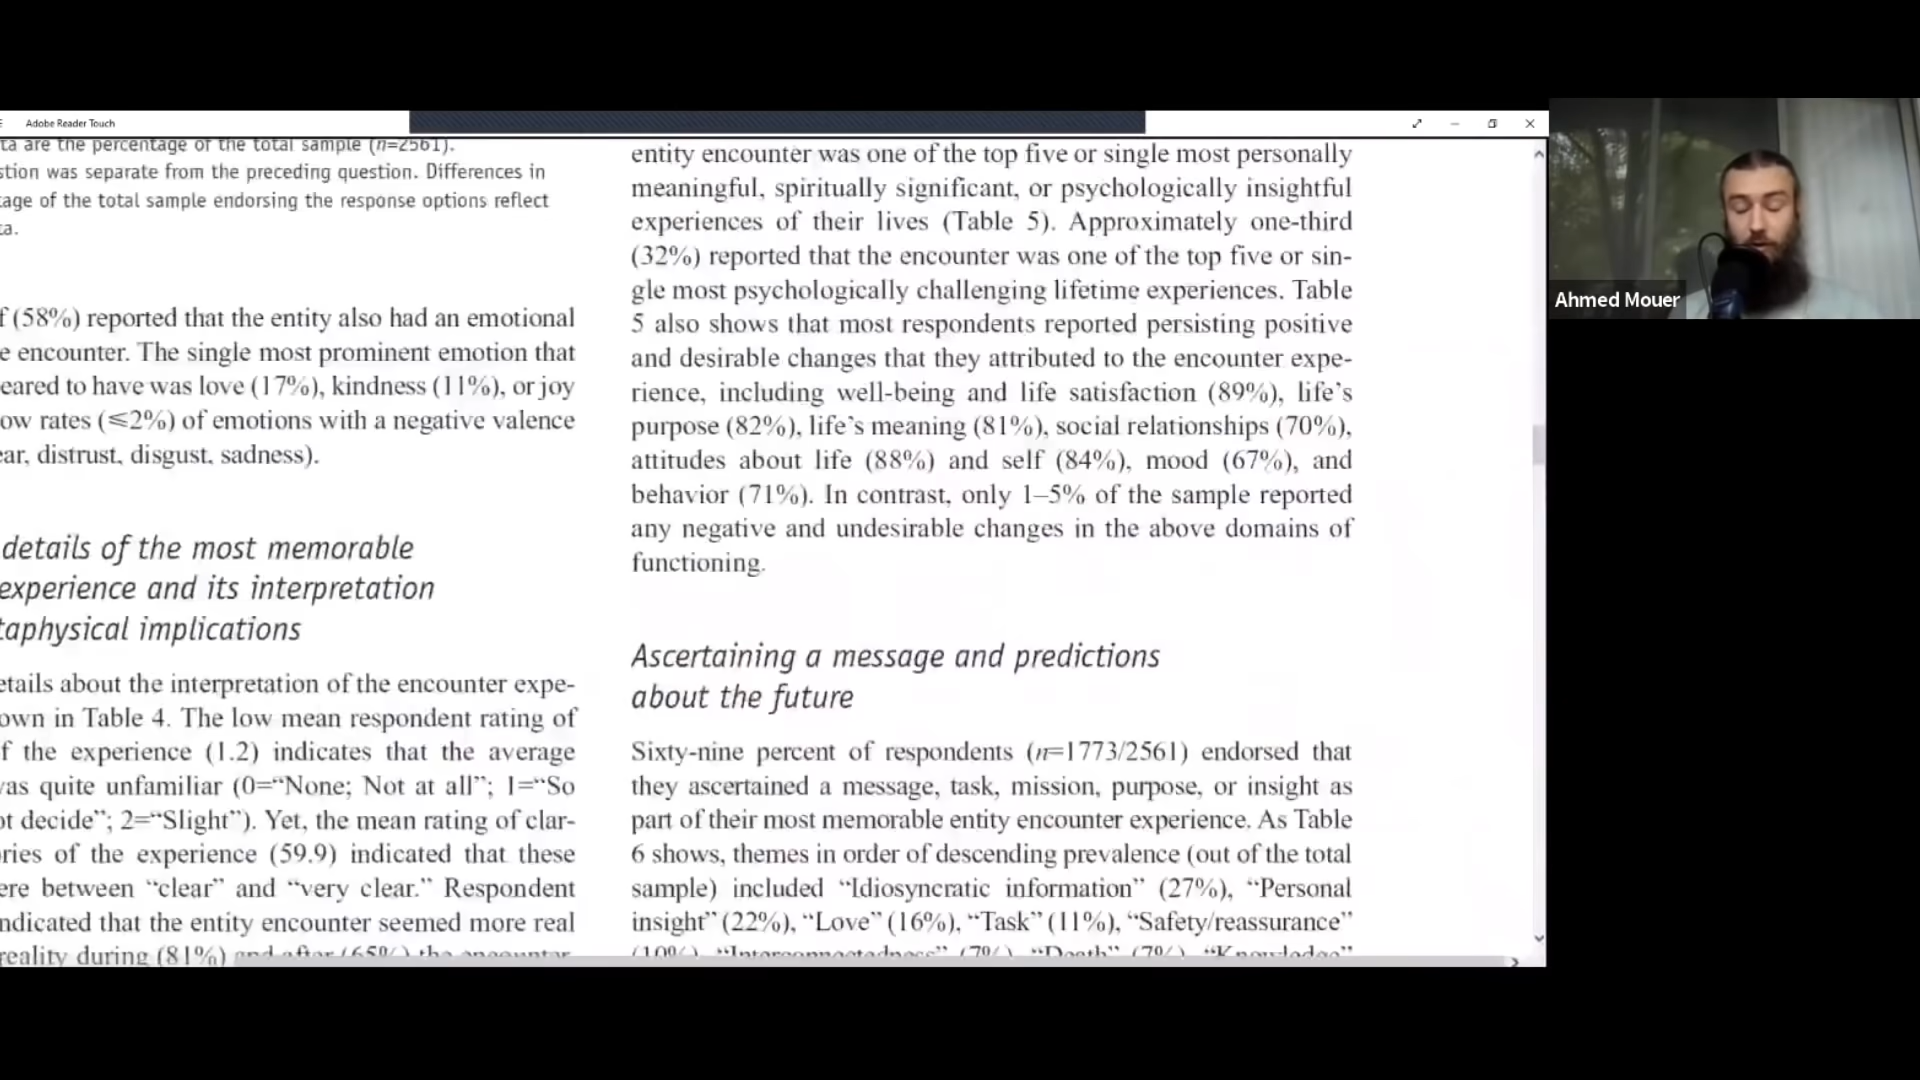 Adobe Reader Touch
ta are the percentage of the total sample (n=2561).
stion was separate from the preceding question. Differences in
tage of the total sample endorsing the response options reflect
ta.
f (58%) reported that the entity also had an emotional
e encounter. The single most prominent emotion that
eared to have was love (17%), kindness (11%), or joy
ow rates (≤2%) of emotions with a negative valence
ear, distrust, disgust, sadness).
details of the most memorable
experience and its interpretation
taphysical implications
etails about the interpretation of the encounter expe-
own in Table 4. The low mean respondent rating of
f the experience (1.2) indicates that the average
was quite unfamiliar (0=“None; Not at all”; 1=“So
ot decide”; 2=“Slight”). Yet, the mean rating of clar-
ries of the experience (59.9) indicated that these
ere between “clear” and “very clear.” Respondent
ndicated that the entity encounter seemed more real
reality during (81%) and after (65%) the encounter
entity encounter was one of the top five or single most personally
meaningful, spiritually significant, or psychologically insightful
experiences of their lives (Table 5). Approximately one-third
(32%) reported that the encounter was one of the top five or sin-
gle most psychologically challenging lifetime experiences. Table
5 also shows that most respondents reported persisting positive
and desirable changes that they attributed to the encounter expe-
rience, including well-being and life satisfaction (89%), life’s
purpose (82%), life’s meaning (81%), social relationships (70%),
attitudes about life (88%) and self (84%), mood (67%), and
behavior (71%). In contrast, only 1–5% of the sample reported
any negative and undesirable changes in the above domains of
functioning.
Ascertaining a message and predictions
about the future
Sixty-nine percent of respondents (n=1773/2561) endorsed that
they ascertained a message, task, mission, purpose, or insight as
part of their most memorable entity encounter experience. As Table
6 shows, themes in order of descending prevalence (out of the total
sample) included “Idiosyncratic information” (27%), “Personal
insight” (22%), “Love” (16%), “Task” (11%), “Safety/reassurance”
(10%), “Interconnectedness” (7%), “Death” (7%), “Knowledge”
Ahmed Mouer